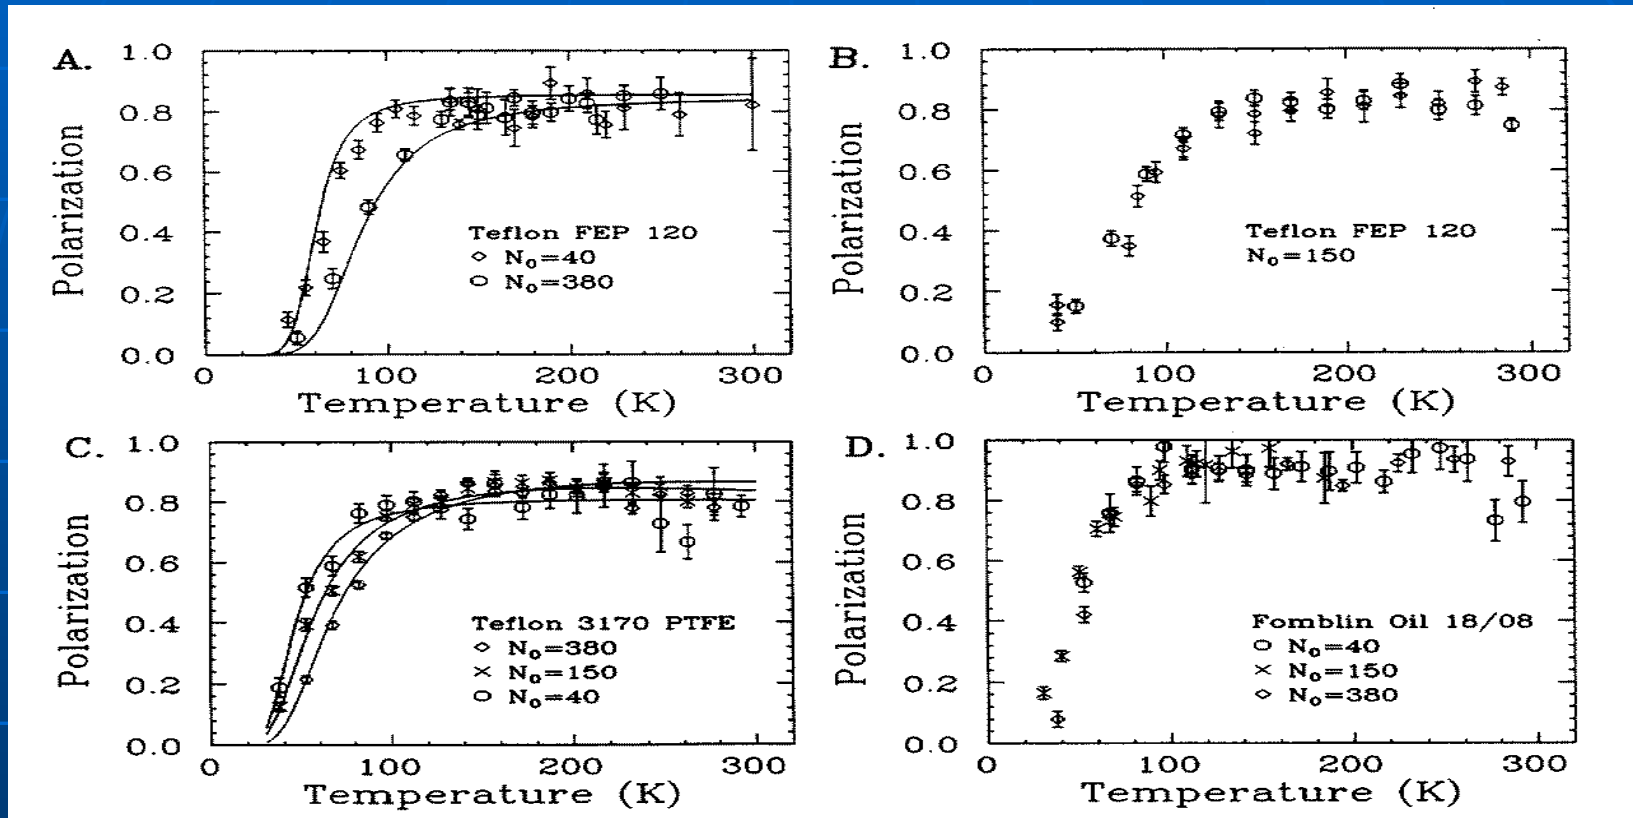 A.
Polarization
1.0
0.8
0.6
0.4
0.2
0.0
Teflon FEP 120
◇ N₀=40
○ N₀=380
0 100 200 300
Temperature (K)
B.
Polarization
1.0
0.8
0.6
0.4
0.2
0.0
Teflon FEP 120
N₀=150
0 100 200 300
Temperature (K)
C.
Polarization
1.0
0.8
0.6
0.4
0.2
0.0
Teflon 3170 PTFE
◇ N₀=380
× N₀=150
○ N₀=40
0 100 200 300
Temperature (K)
D.
Polarization
1.0
0.8
0.6
0.4
0.2
0.0
Fomblin Oil 18/08
○ N₀=40
× N₀=150
◇ N₀=380
0 100 200 300
Temperature (K)